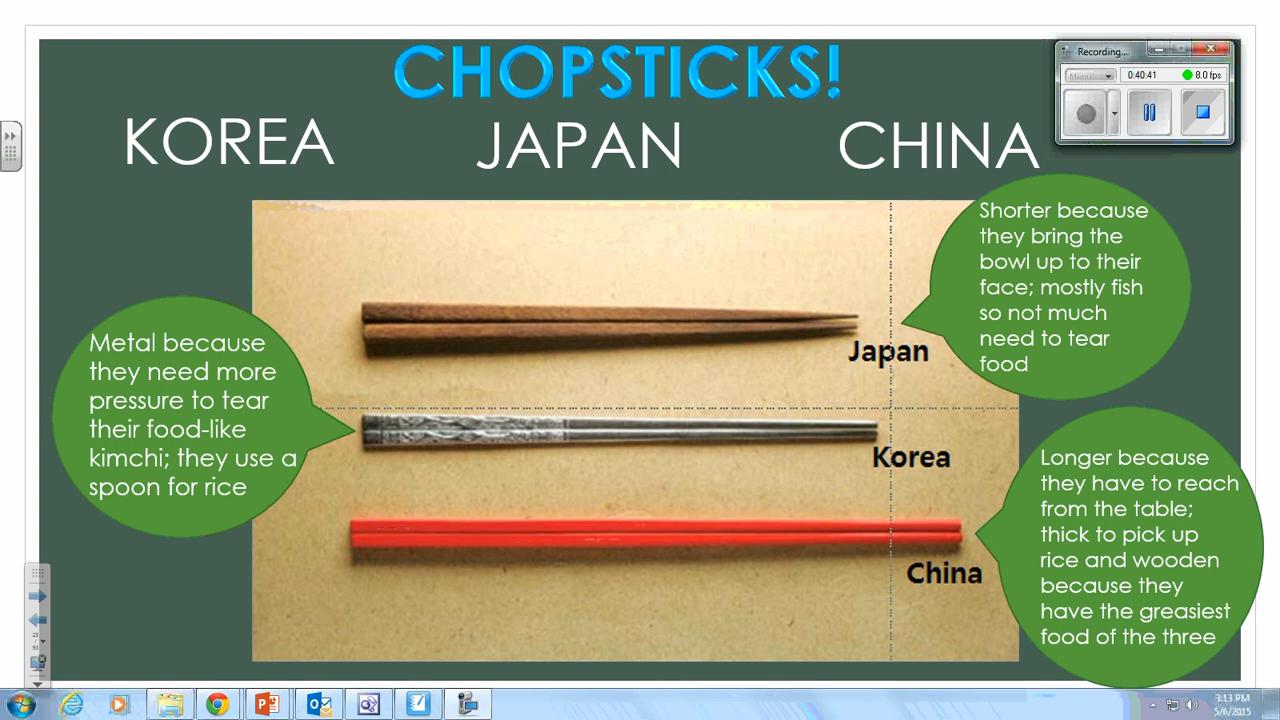 CHOPSTICKS!
Recording...
0:40:41
8.0 fps
KOREA
JAPAN
CHINA
Shorter because
they bring the
bowl up to their
face; mostly fish
so not much
need to tear
food
Japan
Metal because
they need more
pressure to tear
their food-like
kimchi; they use a
spoon for rice
Korea
Longer because
they have to reach
from the table;
thick to pick up
rice and wooden
because they
have the greasiest
food of the three
China
3:13 PM
5/6/2015